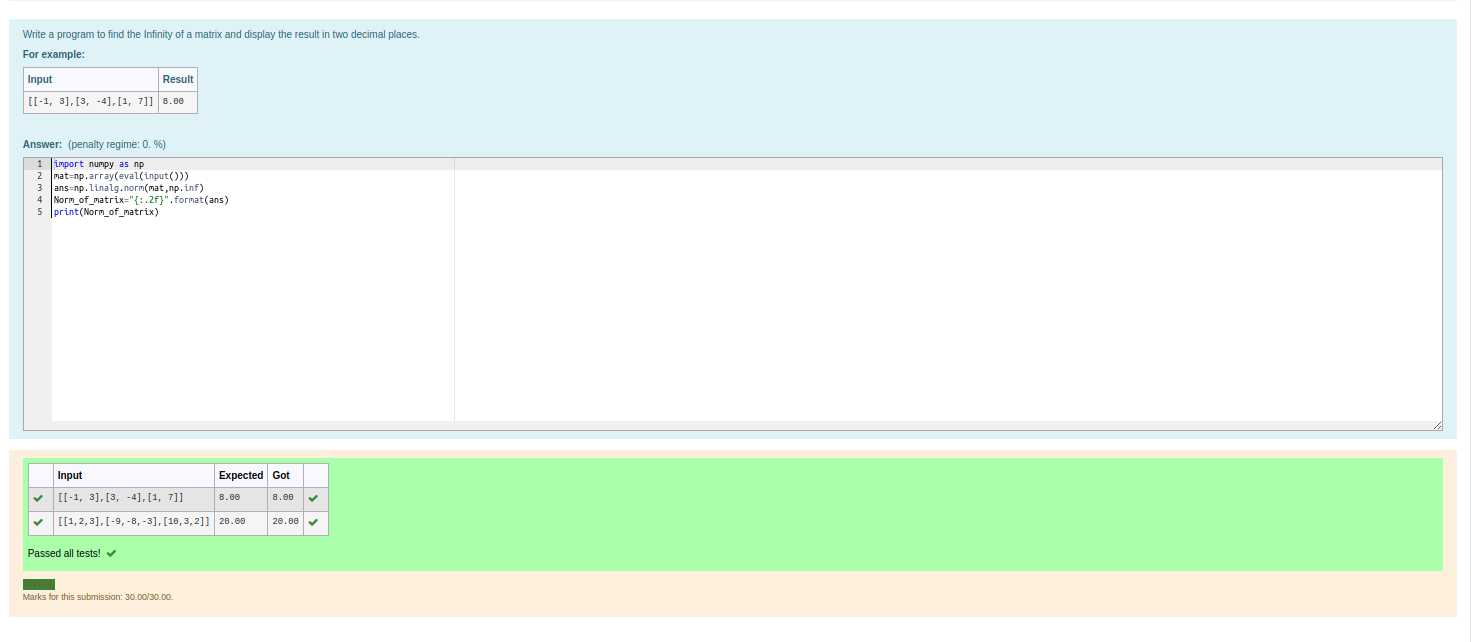 Write a program to find the Infinity of a matrix and display the result in two decimal places.
For example:
Input Result
[[-1, 3],[3, -4],[1, 7]] 8.00
Answer: (penalty regime: 0. %)
1 import numpy as np
2 mat=np.array(eval(input()))
3 ans=np.linalg.norm(mat,np.inf)
4 Norm_of_matrix="{:.2f}".format(ans)
5 print(Norm_of_matrix)
Input Expected Got
[[-1, 3],[3, -4],[1, 7]] 8.00 8.00
[[1,2,3],[-9,-8,-3],[10,3,2]] 20.00 20.00
Passed all tests!
Marks for this submission: 30.00/30.00.